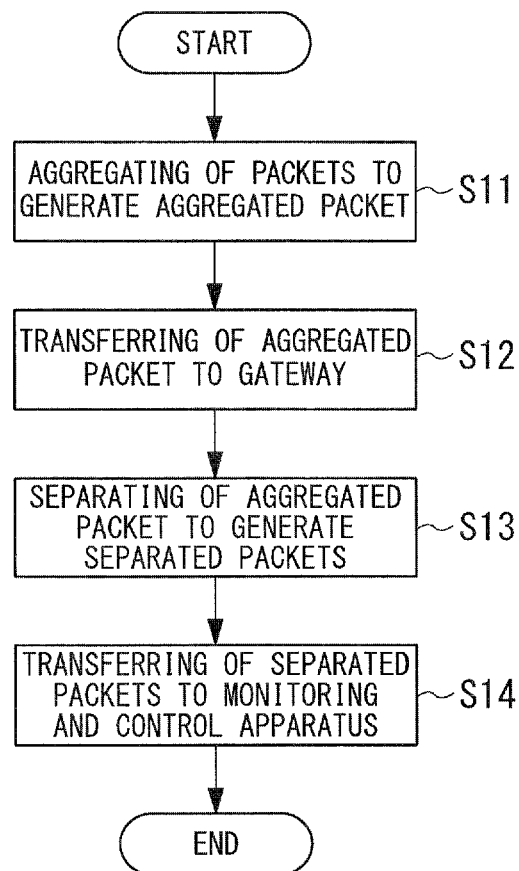 START
AGGREGATING OF PACKETS TO
GENERATE AGGREGATED PACKET
S11
TRANSFERRING OF AGGREGATED
PACKET TO GATEWAY
S12
SEPARATING OF AGGREGATED
PACKET TO GENERATE
SEPARATED PACKETS
S13
TRANSFERRING OF SEPARATED
PACKETS TO MONITORING
AND CONTROL APPARATUS
S14
END